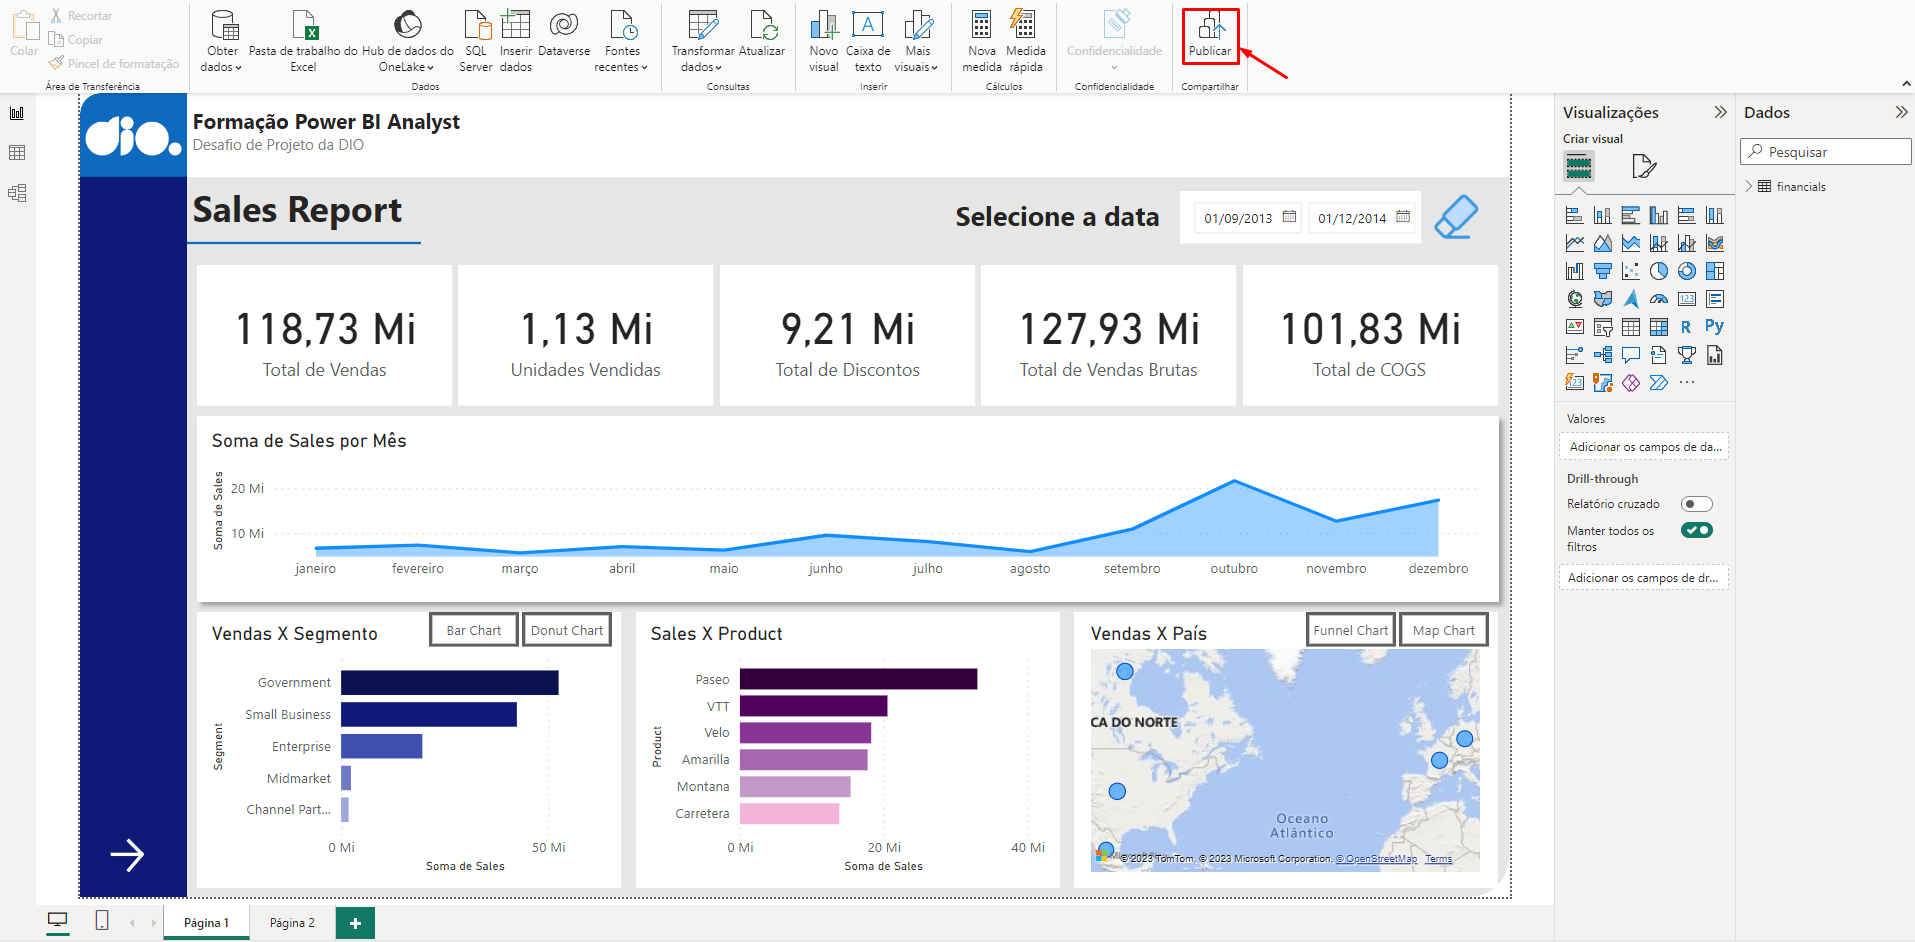 Recortar
Colar
Copiar
Pincel de formatação
Área de Transferência
Obter dados
Pasta de trabalho do Excel
Hub de dados do OneLake
SQL Server
Inserir dados
Dataverse
Fontes recentes
Dados
Transformar dados
Atualizar
Consultas
Novo visual
Caixa de texto
Mais visuais
Inserir
Nova medida
Medida rápida
Cálculos
Confidencialidade
Confidencialidade
Publicar
Compartilhar
dio.
Formação Power BI Analyst
Desafio de Projeto da DIO
Sales Report
Selecione a data
01/09/2013
01/12/2014
118,73 Mi
Total de Vendas
1,13 Mi
Unidades Vendidas
9,21 Mi
Total de Discontos
127,93 Mi
Total de Vendas Brutas
101,83 Mi
Total de COGS
Soma de Sales por Mês
Soma de Sales
20 Mi
10 Mi
janeiro fevereiro março abril maio junho julho agosto setembro outubro novembro dezembro
Vendas X Segmento
Bar Chart
Donut Chart
Segment
Government
Small Business
Enterprise
Midmarket
Channel Part...
0 Mi 50 Mi
Soma de Sales
Sales X Product
Product
Paseo
VTT
Velo
Amarilla
Montana
Carretera
0 Mi 20 Mi 40 Mi
Soma de Sales
Vendas X País
Funnel Chart
Map Chart
CA DO NORTE
Oceano
Atlântico
© 2023 TomTom, © 2023 Microsoft Corporation, © OpenStreetMap Terms
Visualizações
Criar visual
123
R
Py
123
Valores
Adicionar os campos de da...
Drill-through
Relatório cruzado
Manter todos os
filtros
Adicionar os campos de dr...
Dados
Pesquisar
financials
Página 1
Página 2